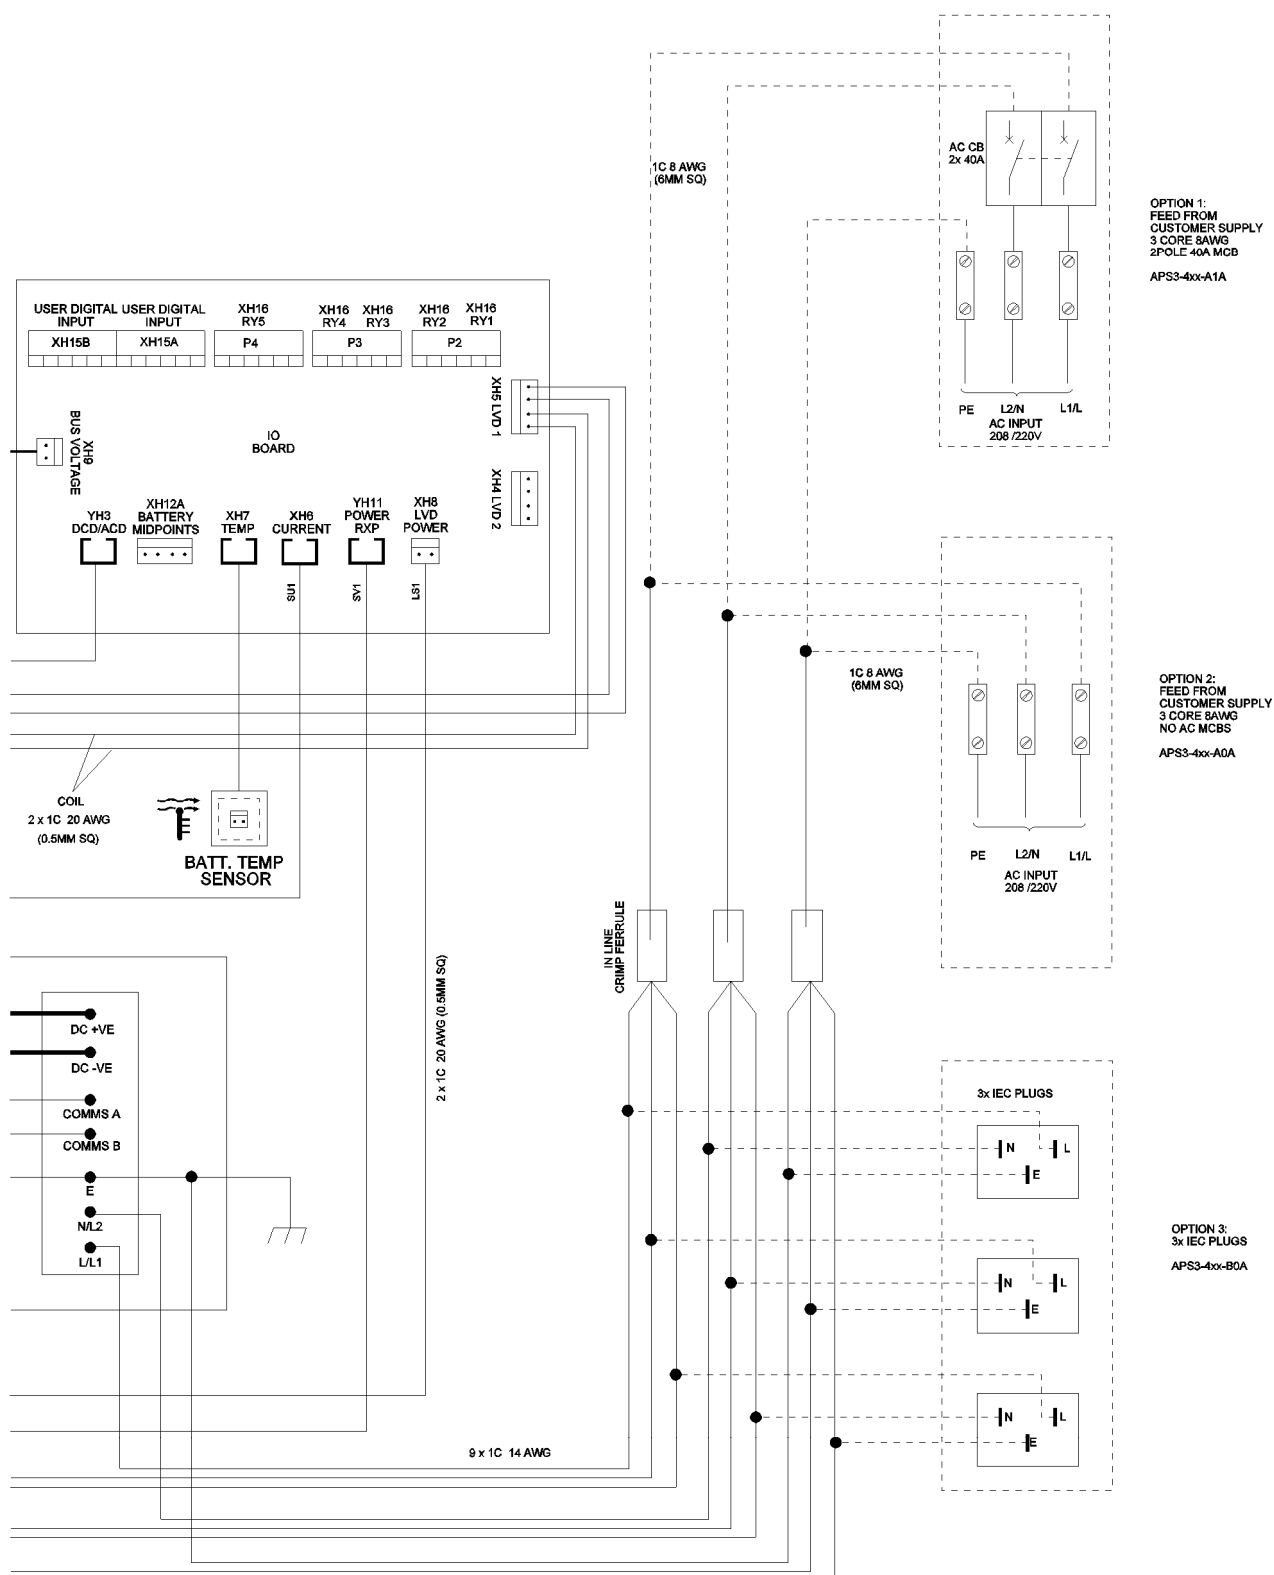 AC CB
2x 40A
1C 8 AWG
(6MM SQ)
OPTION 1:
FEED FROM
CUSTOMER SUPPLY
3 CORE 8AWG
2POLE 40A MCB
APS3-4xx-A1A
PE
L2/N
L1/L
AC INPUT
208 /220V
USER DIGITAL
INPUT
USER DIGITAL
INPUT
XH16
RY5
XH16
RY4
XH16
RY3
XH16
RY2
XH16
RY1
XH15B
XH15A
P4
P3
P2
XH5 LVD 1
XH9
BUS VOLTAGE
IO
BOARD
XH4 LVD 2
YH3
DCD/ACD
XH12A
BATTERY
MIDPOINTS
XH7
TEMP
XH6
CURRENT
YH11
POWER
RXP
XH8
LVD
POWER
SU1
SV1
LS1
1C 8 AWG
(6MM SQ)
OPTION 2:
FEED FROM
CUSTOMER SUPPLY
3 CORE 8AWG
NO AC MCBS
APS3-4xx-A0A
PE
L2/N
L1/L
AC INPUT
208 /220V
COIL
2 x 1C 20 AWG
(0.5MM SQ)
BATT. TEMP
SENSOR
IN LINE
CRIMP FERRULE
2 x 1C 20 AWG (0.5MM SQ)
DC +VE
DC -VE
COMMS A
COMMS B
E
N/L2
L/L1
3x IEC PLUGS
N
L
E
N
L
E
N
L
E
OPTION 3:
3x IEC PLUGS
APS3-4xx-B0A
9 x 1C 14 AWG